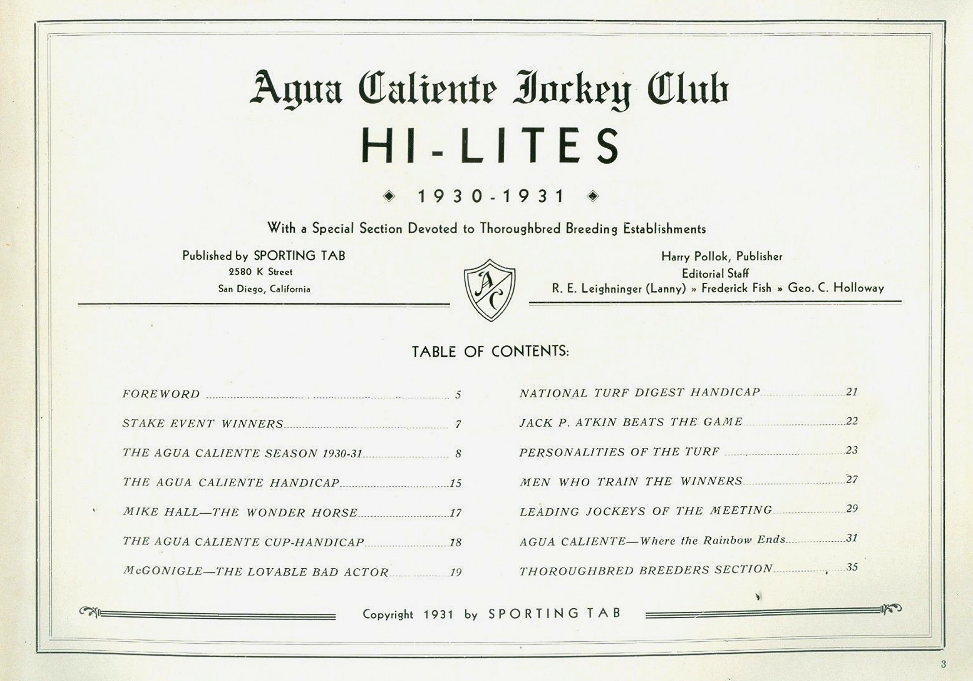 Agua Caliente Jockey Club
HI-LITES
1930-1931
With a Special Section Devoted to Thoroughbred Breeding Establishments
Published by SPORTING TAB
2580 K Street
San Diego, California
A/C
Harry Pollok, Publisher
Editorial Staff
R. E. Leighninger (Lanny) » Frederick Fish » Geo. C. Holloway
TABLE OF CONTENTS:
FOREWORD 5
STAKE EVENT WINNERS 7
THE AGUA CALIENTE SEASON 1930-31 8
THE AGUA CALIENTE HANDICAP 15
MIKE HALL—THE WONDER HORSE 17
THE AGUA CALIENTE CUP-HANDICAP 18
McGONIGLE—THE LOVABLE BAD ACTOR 19
NATIONAL TURF DIGEST HANDICAP 21
JACK P. ATKIN BEATS THE GAME 22
PERSONALITIES OF THE TURF 23
MEN WHO TRAIN THE WINNERS 27
LEADING JOCKEYS OF THE MEETING 29
AGUA CALIENTE—Where the Rainbow Ends 31
THOROUGHBRED BREEDERS SECTION 35
Copyright 1931 by SPORTING TAB
3